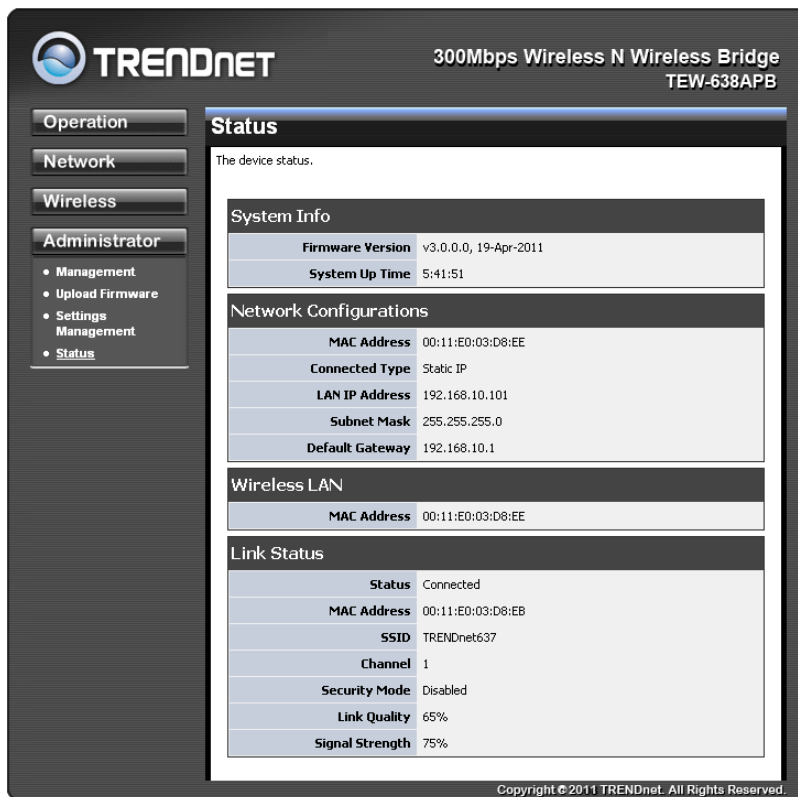 TRENDnet
300Mbps Wireless N Wireless Bridge
TEW-638APB
Operation
Network
Wireless
Administrator
• Management
• Upload Firmware
• Settings
Management
• Status
Status
The device status.
System Info
Firmware Version v3.0.0.0, 19-Apr-2011
System Up Time 5:41:51
Network Configurations
MAC Address 00:11:E0:03:D8:EE
Connected Type Static IP
LAN IP Address 192.168.10.101
Subnet Mask 255.255.255.0
Default Gateway 192.168.10.1
Wireless LAN
MAC Address 00:11:E0:03:D8:EE
Link Status
Status Connected
MAC Address 00:11:E0:03:D8:EB
SSID TRENDnet637
Channel 1
Security Mode Disabled
Link Quality 65%
Signal Strength 75%
Copyright © 2011 TRENDnet. All Rights Reserved.